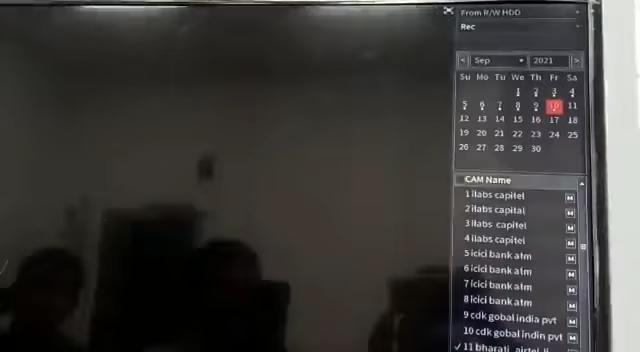 From R/W HDD
Rec
< Sep 2021 >
Su Mo Tu We Th Fr Sa
1 2 3 4
5 6 7 8 9 10 11
12 13 14 15 16 17 18
19 20 21 22 23 24 25
26 27 28 29 30
CAM Name
1 ilabs capitel M
2 ilabs capital M
3 ilabs capitel M
4 ilabs capitel M
5 icici bank atm M
6 icici bank atm M
7 icici bank atm M
8 icici bank atm M
9 cdk gobal india pvt M
10 cdk gobal indin pvt M
11 bharati_airtel